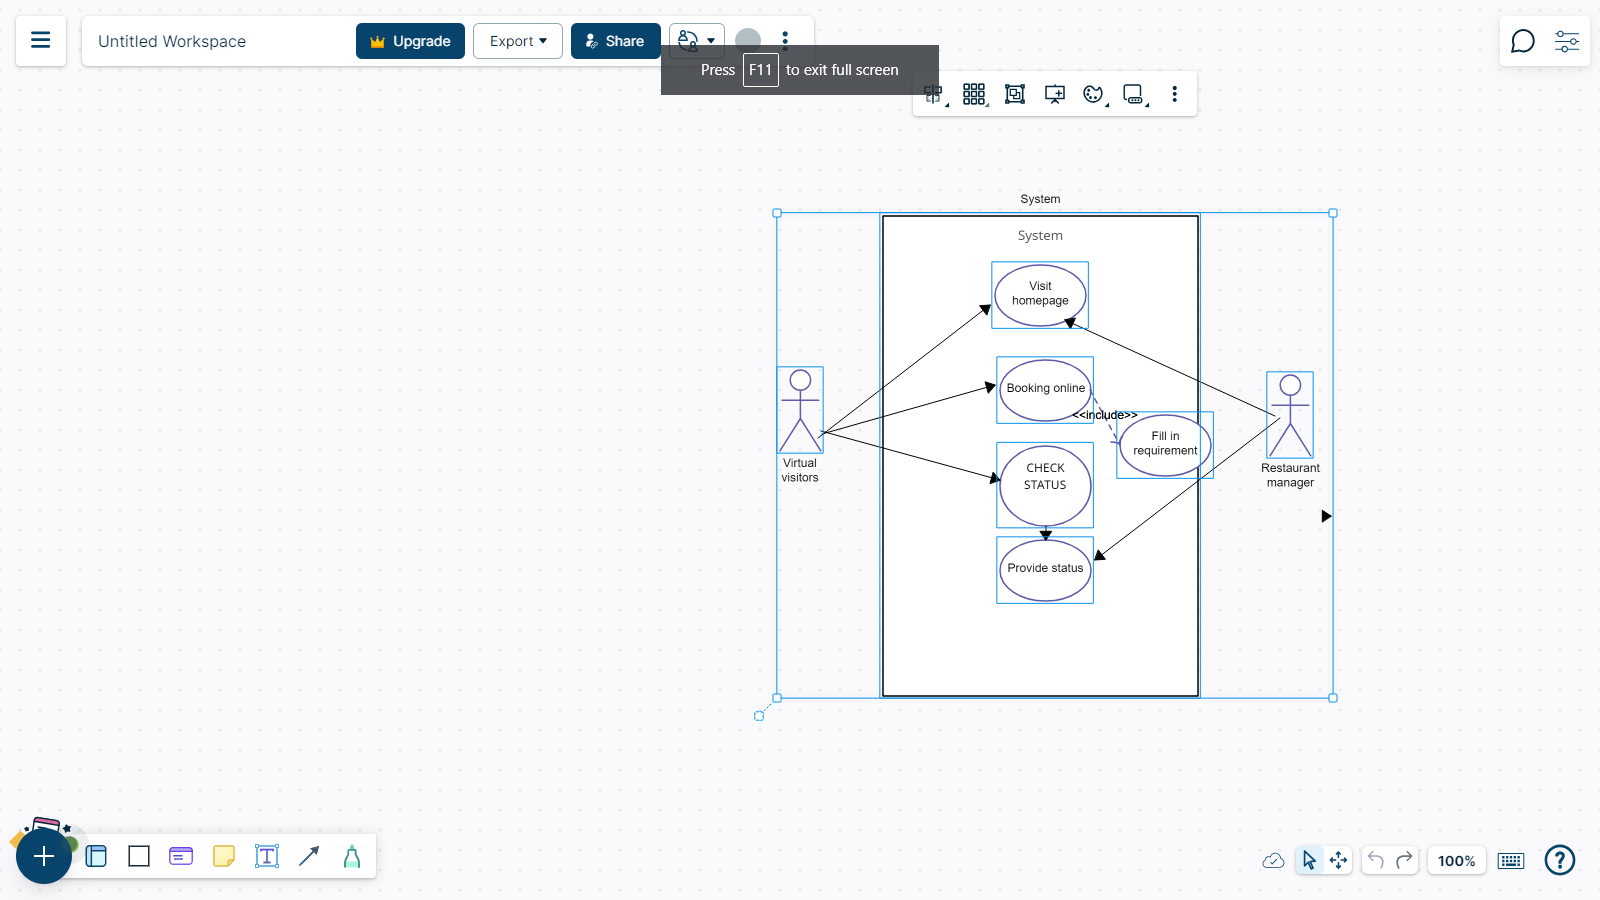 Untitled Workspace
Upgrade
Export
Share
Press F11 to exit full screen
System
System
Visit
homepage
Booking online
<<include>>
Fill in
requirement
CHECK
STATUS
Provide status
Virtual
visitors
Restaurant
manager
T
100%
?